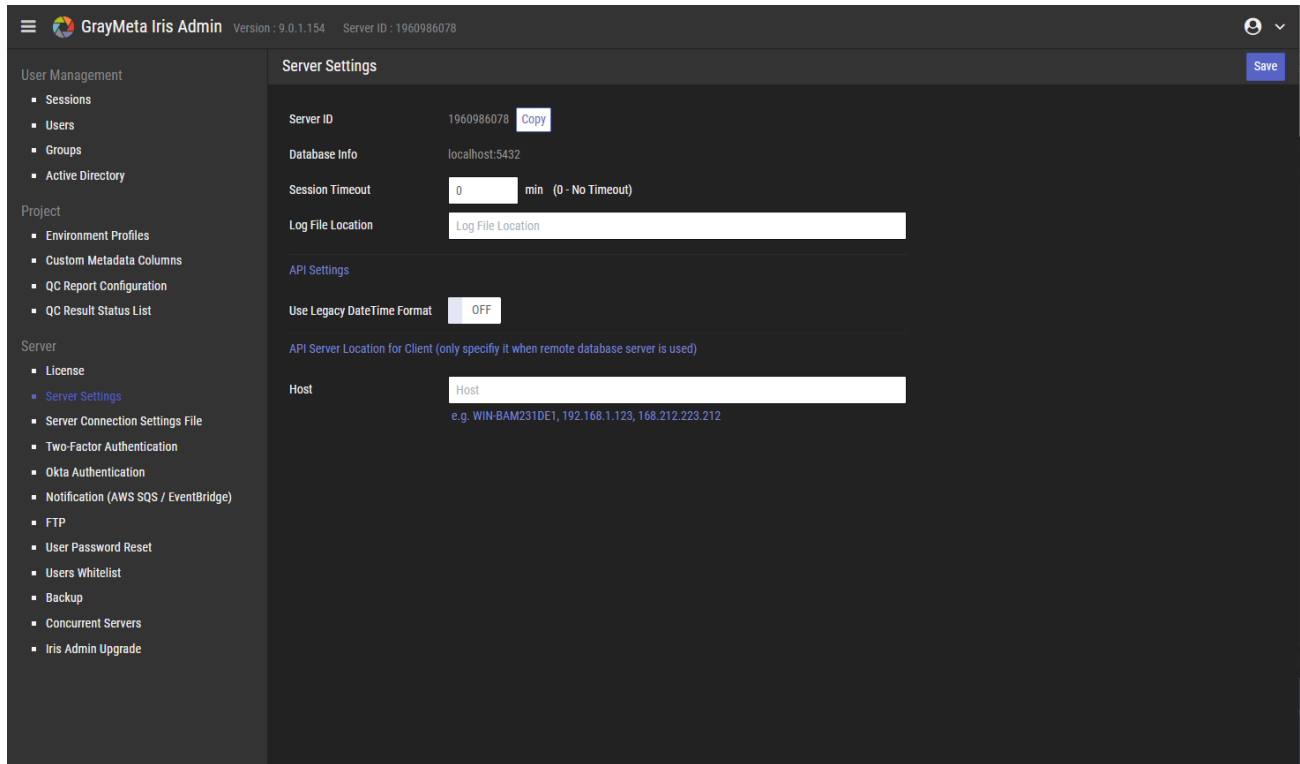 GrayMeta Iris Admin Version : 9.0.1.154 Server ID : 1960986078
User Management
Sessions
Users
Groups
Active Directory
Project
Environment Profiles
Custom Metadata Columns
QC Report Configuration
QC Result Status List
Server
License
Server Settings
Server Connection Settings File
Two-Factor Authentication
Okta Authentication
Notification (AWS SQS / EventBridge)
FTP
User Password Reset
Users Whitelist
Backup
Concurrent Servers
Iris Admin Upgrade
Server Settings Save
Server ID 1960986078 Copy
Database Info localhost:5432
Session Timeout 0 min (0 - No Timeout)
Log File Location Log File Location
API Settings
Use Legacy DateTime Format OFF
API Server Location for Client (only specifiy it when remote database server is used)
Host Host
e.g. WIN-BAM231DE1, 192.168.1.123, 168.212.223.212